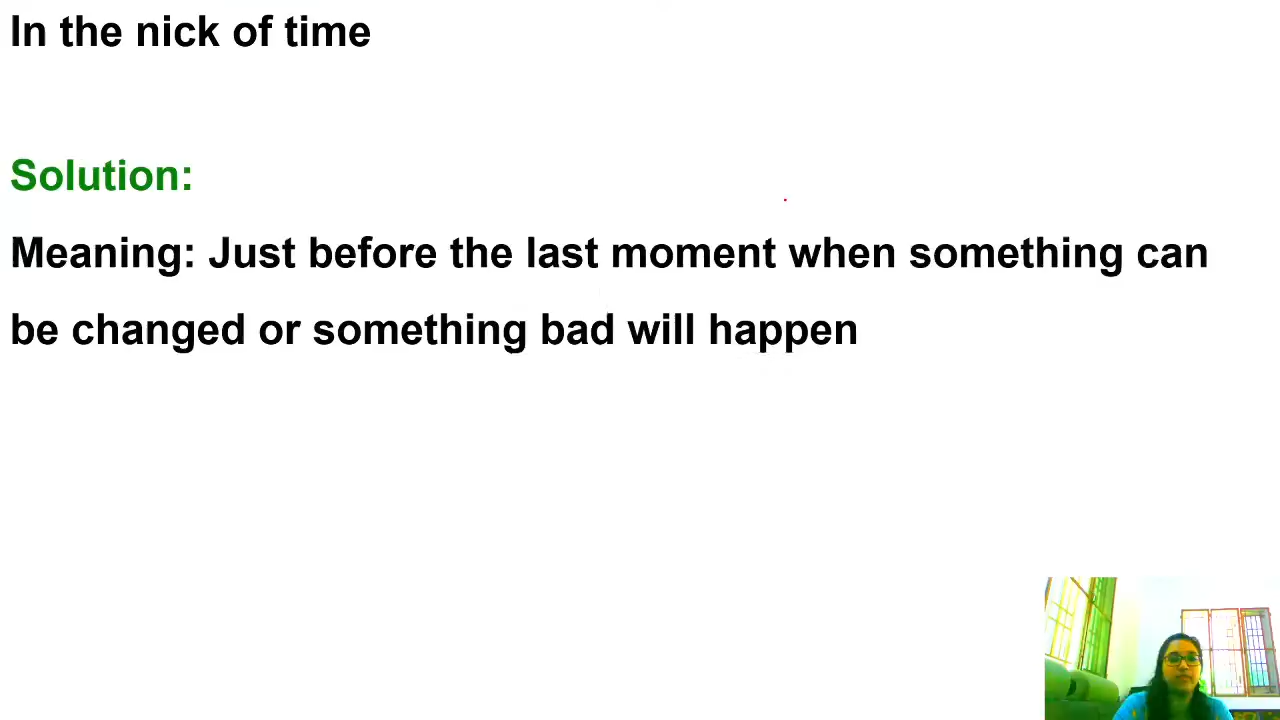 In the nick of time
Solution:
Meaning: Just before the last moment when something can
be changed or something bad will happen